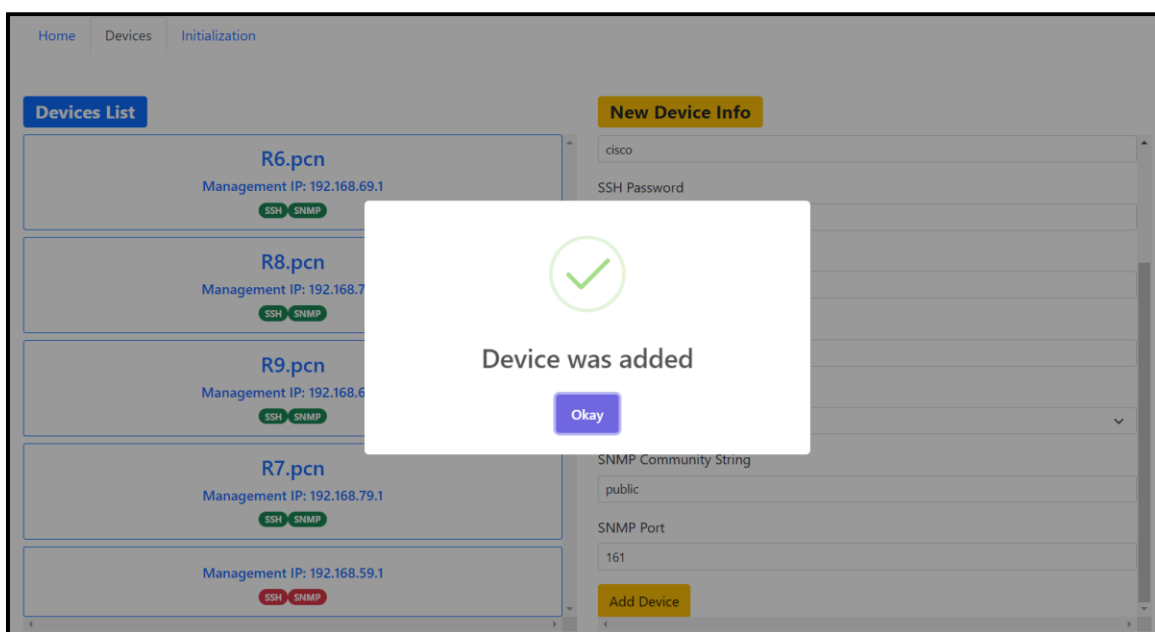 Home Devices Initialization
Devices List
R6.pcn
Management IP: 192.168.69.1
SSH SNMP
R8.pcn
Management IP: 192.168.7
SSH SNMP
R9.pcn
Management IP: 192.168.6
SSH SNMP
R7.pcn
Management IP: 192.168.79.1
SSH SNMP
Management IP: 192.168.59.1
SSH SNMP
New Device Info
cisco
SSH Password
SNMP Community String
public
SNMP Port
161
Add Device
Device was added
Okay